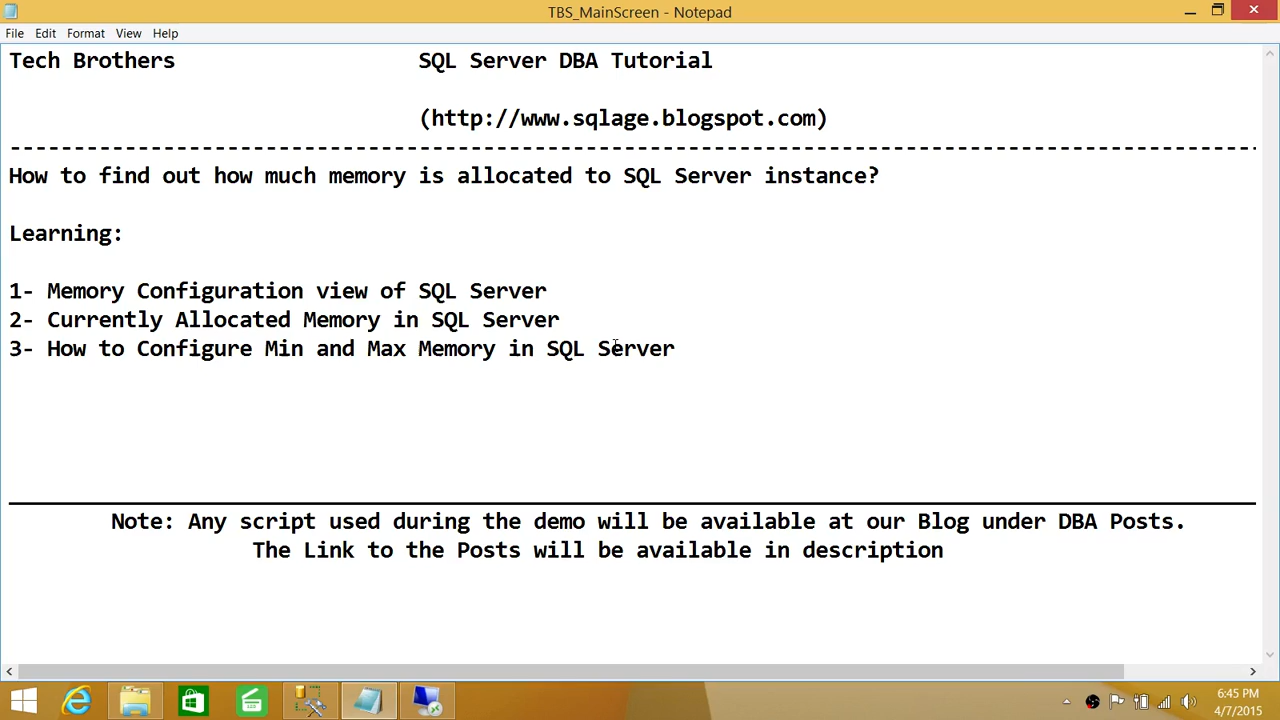 TBS_MainScreen - Notepad
File Edit Format View Help
Tech Brothers SQL Server DBA Tutorial
(http://www.sqlage.blogspot.com)
--------------------------------------------------------------------------------------------------
How to find out how much memory is allocated to SQL Server instance?
Learning:
1- Memory Configuration view of SQL Server
2- Currently Allocated Memory in SQL Server
3- How to Configure Min and Max Memory in SQL Server
Note: Any script used during the demo will be available at our Blog under DBA Posts.
The Link to the Posts will be available in description
6:45 PM
4/7/2015